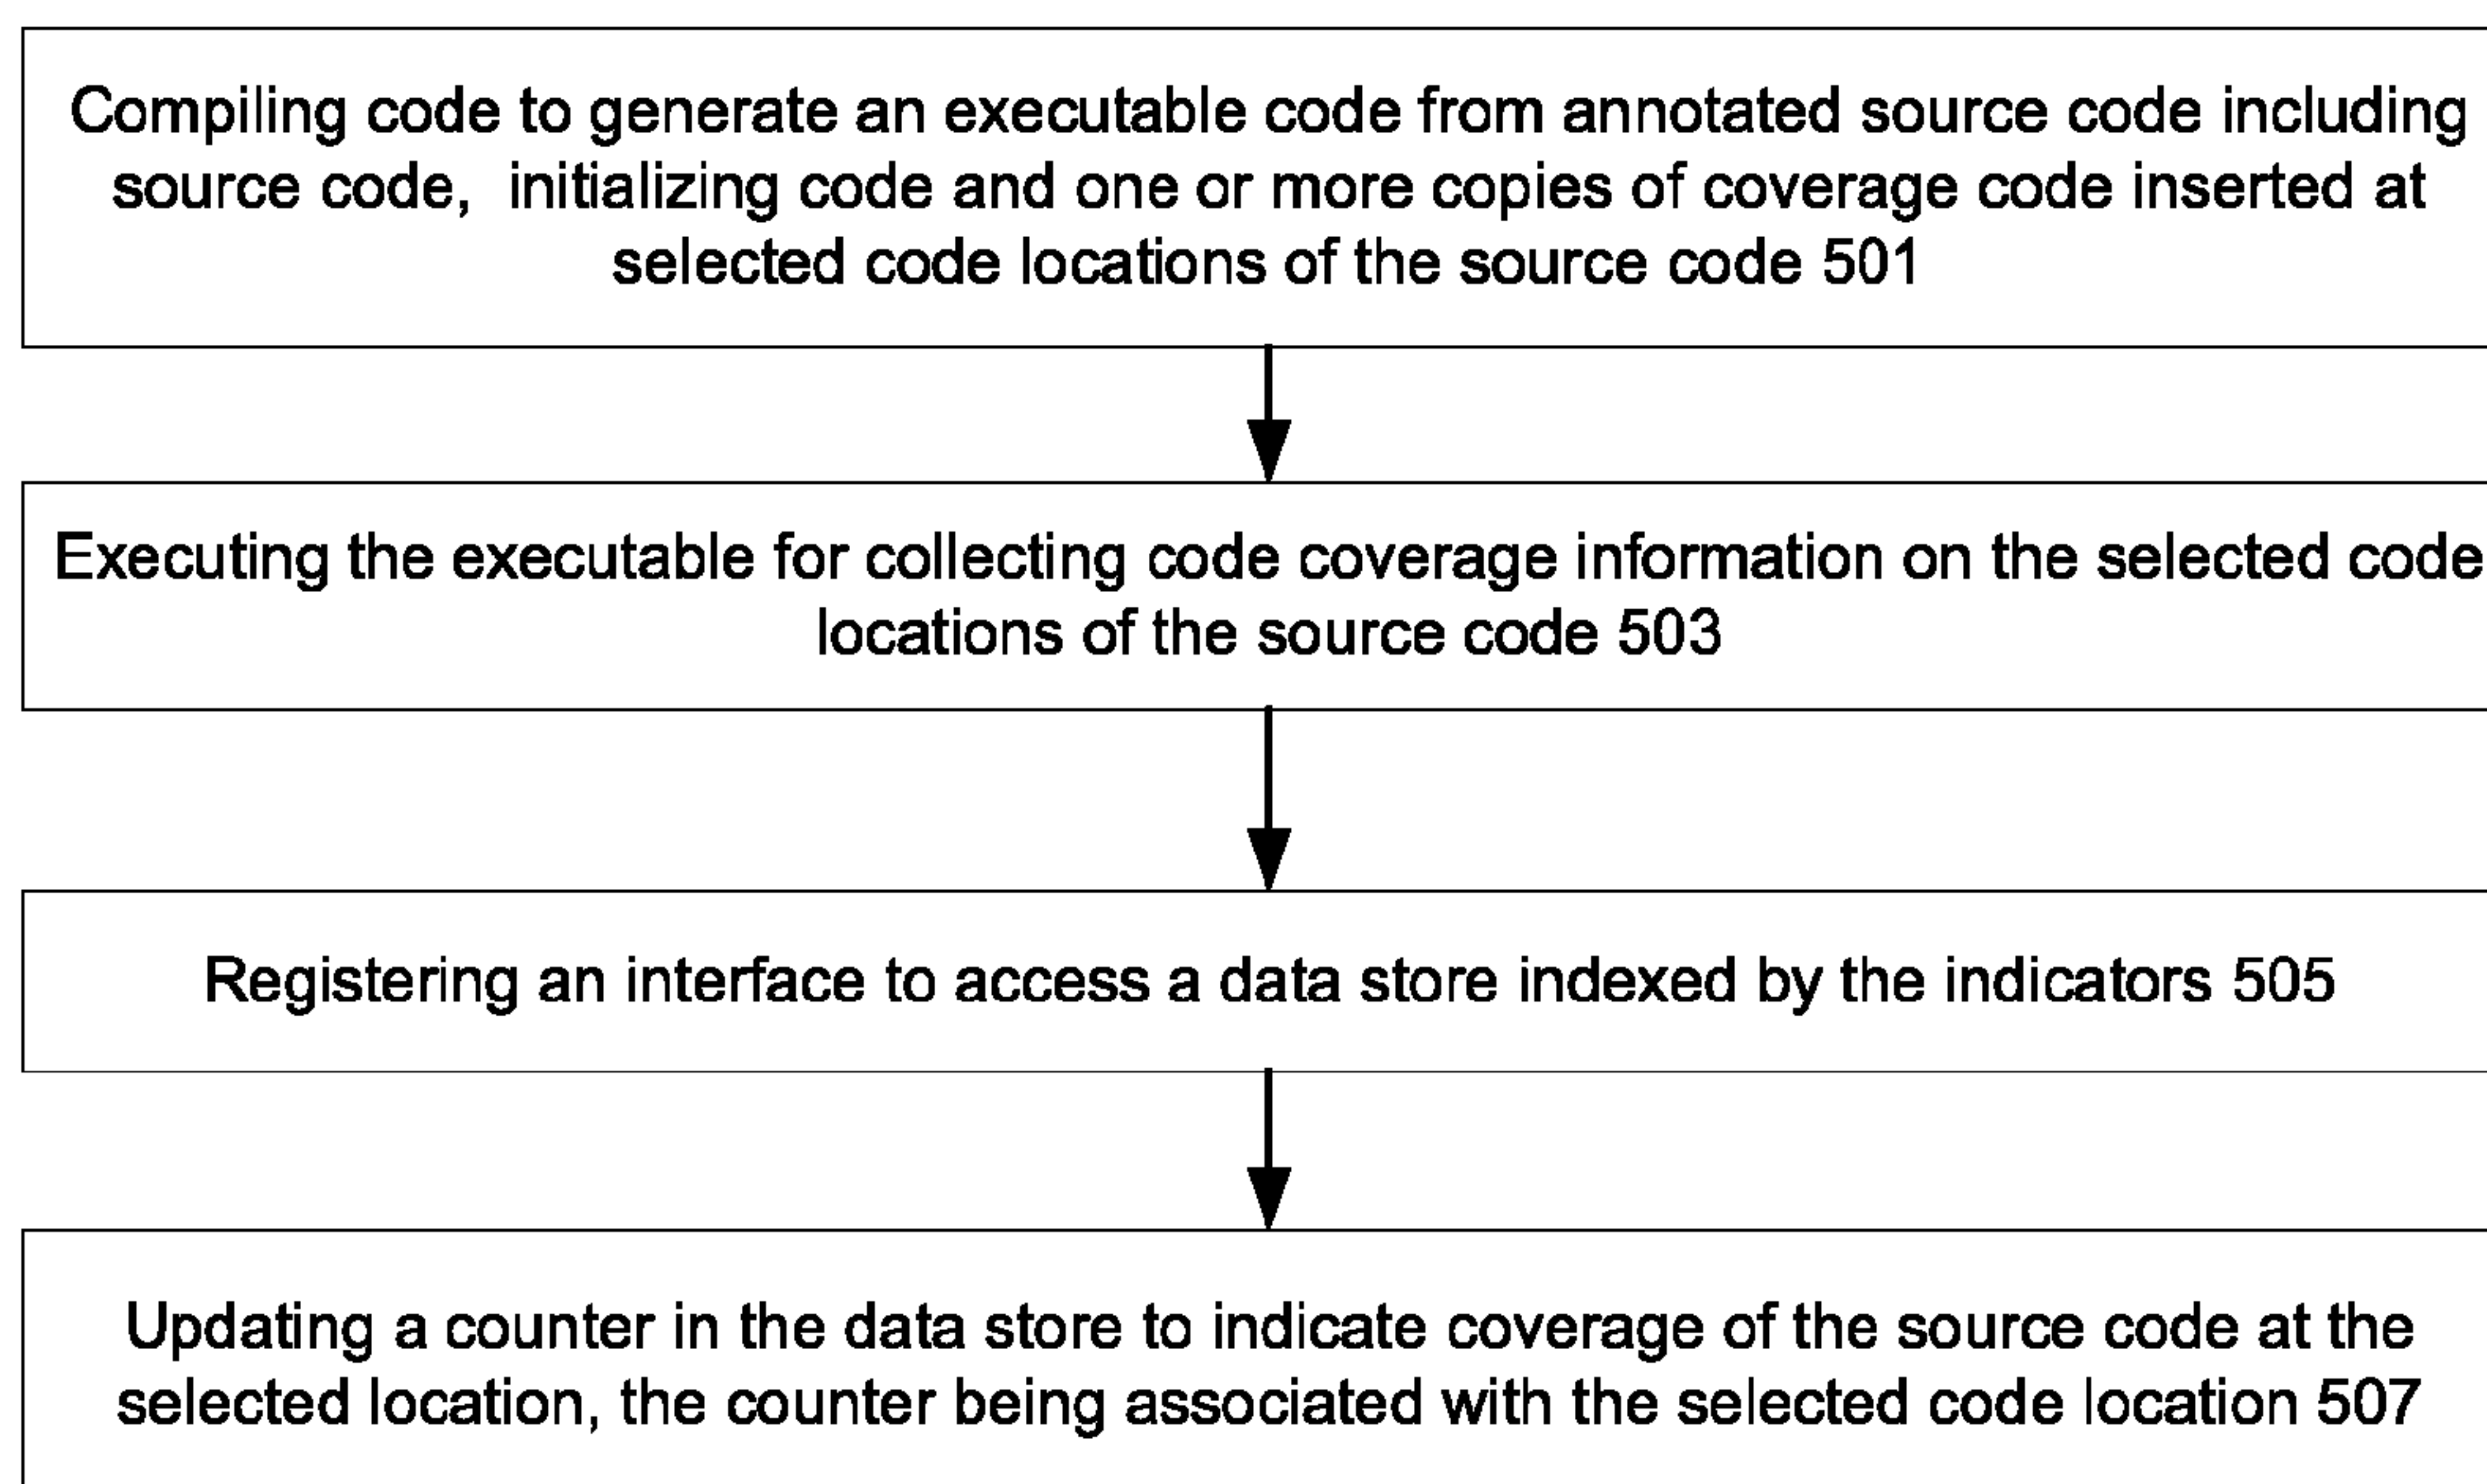 Compiling code to generate an executable code from annotated source code including
source code, initializing code and one or more copies of coverage code inserted at
selected code locations of the source code 501
Executing the executable for collecting code coverage information on the selected code
locations of the source code 503
Registering an interface to access a data store indexed by the indicators 505
Updating a counter in the data store to indicate coverage of the source code at the
selected location, the counter being associated with the selected code location 507